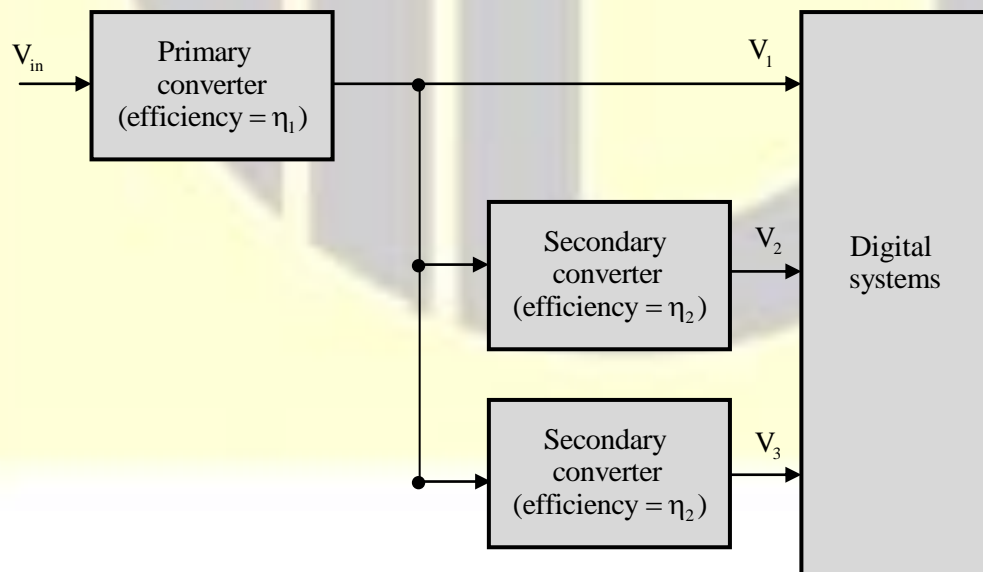 V_in
Primary
converter
(efficiency = η₁)
V₁
Secondary
converter
(efficiency = η₂)
V₂
Digital
systems
Secondary
converter
(efficiency = η₂)
V₃